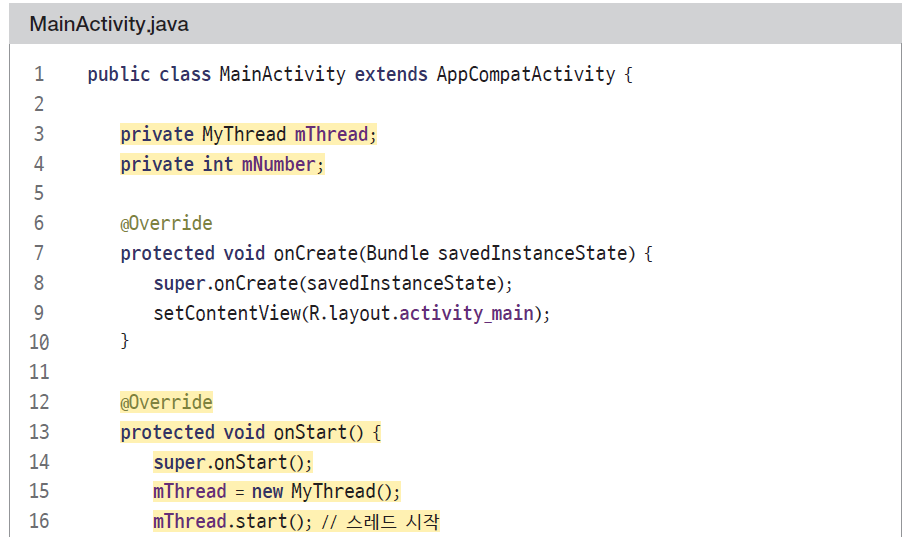 MainActivity.java
1 public class MainActivity extends AppCompatActivity {
2
3 private MyThread mThread;
4 private int mNumber;
5
6 @Override
7 protected void onCreate(Bundle savedInstanceState) {
8 super.onCreate(savedInstanceState);
9 setContentView(R.layout.activity_main);
10 }
11
12 @Override
13 protected void onStart() {
14 super.onStart();
15 mThread = new MyThread();
16 mThread.start(); // 스레드 시작